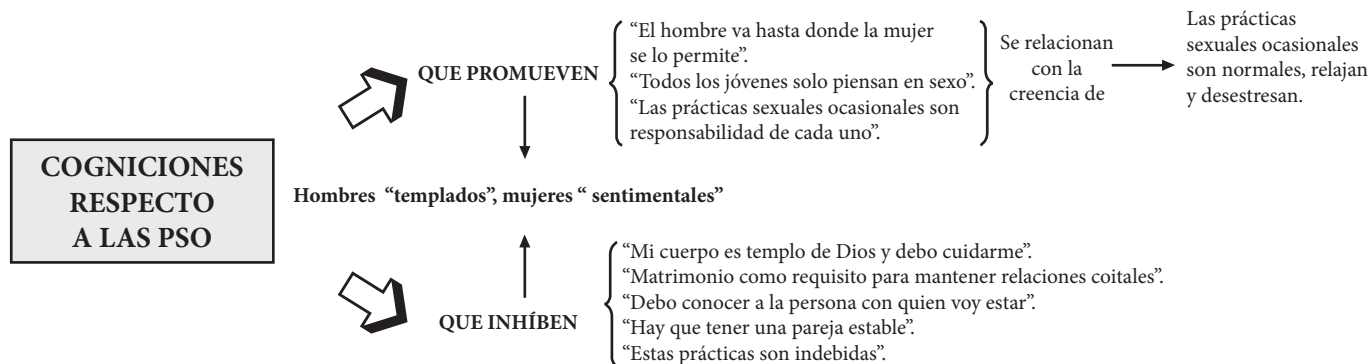 COGNICIONES
RESPECTO
A LAS PSO
QUE PROMUEVEN
“El hombre va hasta donde la mujer
se lo permite”.
“Todos los jóvenes solo piensan en sexo”.
“Las prácticas sexuales ocasionales son
responsabilidad de cada uno”.
Se relacionan
con la
creencia de
Las prácticas
sexuales ocasionales
son normales, relajan
y desestresan.
Hombres “templados”, mujeres “ sentimentales”
QUE INHÍBEN
“Mi cuerpo es templo de Dios y debo cuidarme”.
“Matrimonio como requisito para mantener relaciones coitales”.
“Debo conocer a la persona con quien voy estar”.
“Hay que tener una pareja estable”.
“Estas prácticas son indebidas”.